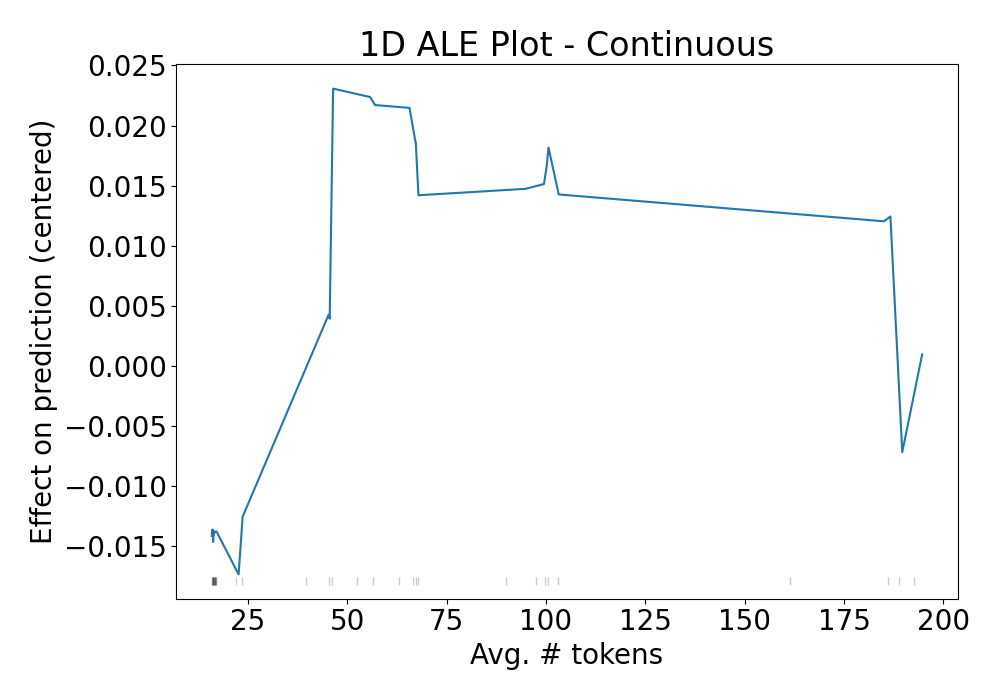 1D ALE Plot - Continuous
0.025
0.020
0.015
0.010
0.005
0.000
−0.005
−0.010
−0.015
Effect on prediction (centered)
25 50 75 100 125 150 175 200
Avg. # tokens